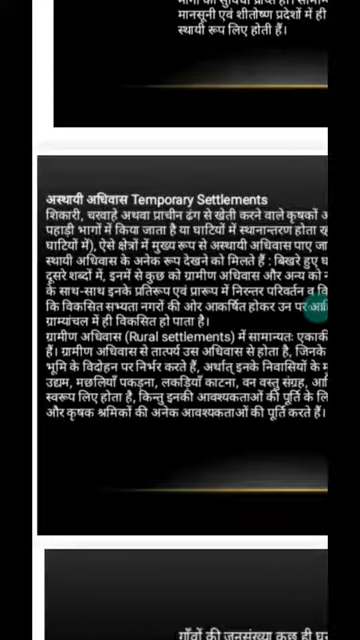 मानसूनी एवं शीतोष्ण प्रदेशों में ही
स्थायी रूप लिए होती हैं।
अस्थायी अधिवास Temporary Settlements
शिकारी, चरवाहे अथवा प्राचीन ढंग से खेती करने वाले कृषकों
पहाड़ी भागों में किया जाता है या घाटियों में स्थानान्तरण होता
घाटियों में), ऐसे क्षेत्रों में मुख्य रूप से अस्थायी अधिवास पाए
स्थायी अधिवास के अनेक रूप देखने को मिलते हैं : बिखरे हुए
दूसरे शब्दों में, इनमें से कुछ को ग्रामीण अधिवास और अन्य को
के साथ-साथ इनके प्रतिरूप एवं प्रारूप में निरन्तर परिवर्तन व
कि विकसित सभ्यता नगरों की ओर आकर्षित होकर उन पर
ग्राम्यांचल में ही विकसित हो पाता है।
ग्रामीण अधिवास (Rural settlements) में सामान्यतः
हैं। ग्रामीण अधिवास से तात्पर्य उस अधिवास से होता है, जिनके
भूमि के विदोहन पर निर्भर करते हैं, अर्थात् इनके निवासियों के
उद्यम, मछलियाँ पकड़ना, लकड़ियाँ काटना, वन वस्तु संग्रह,
स्वरूप लिए होता है, किन्तु इनकी आवश्यकताओं की पूर्ति के
और कृषक श्रमिकों की अनेक आवश्यकताओं की पूर्ति करते हैं।
गाँवों की जनसंख्या कुछ ही